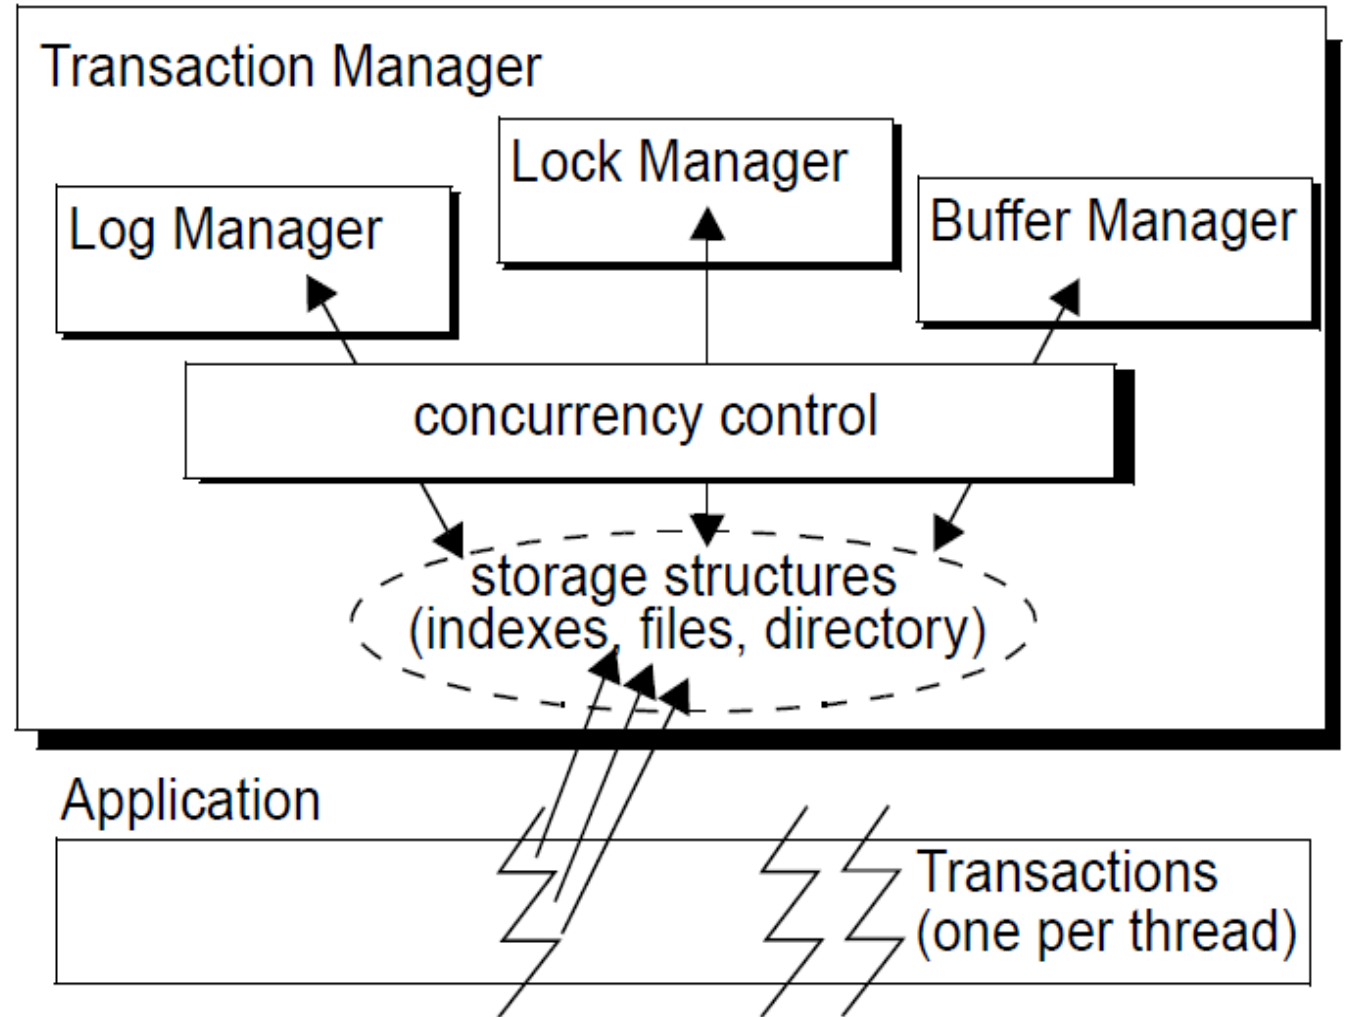 Transaction Manager
Lock Manager
Log Manager
Buffer Manager
concurrency control
storage structures
(indexes, files, directory)
Application
Transactions
(one per thread)